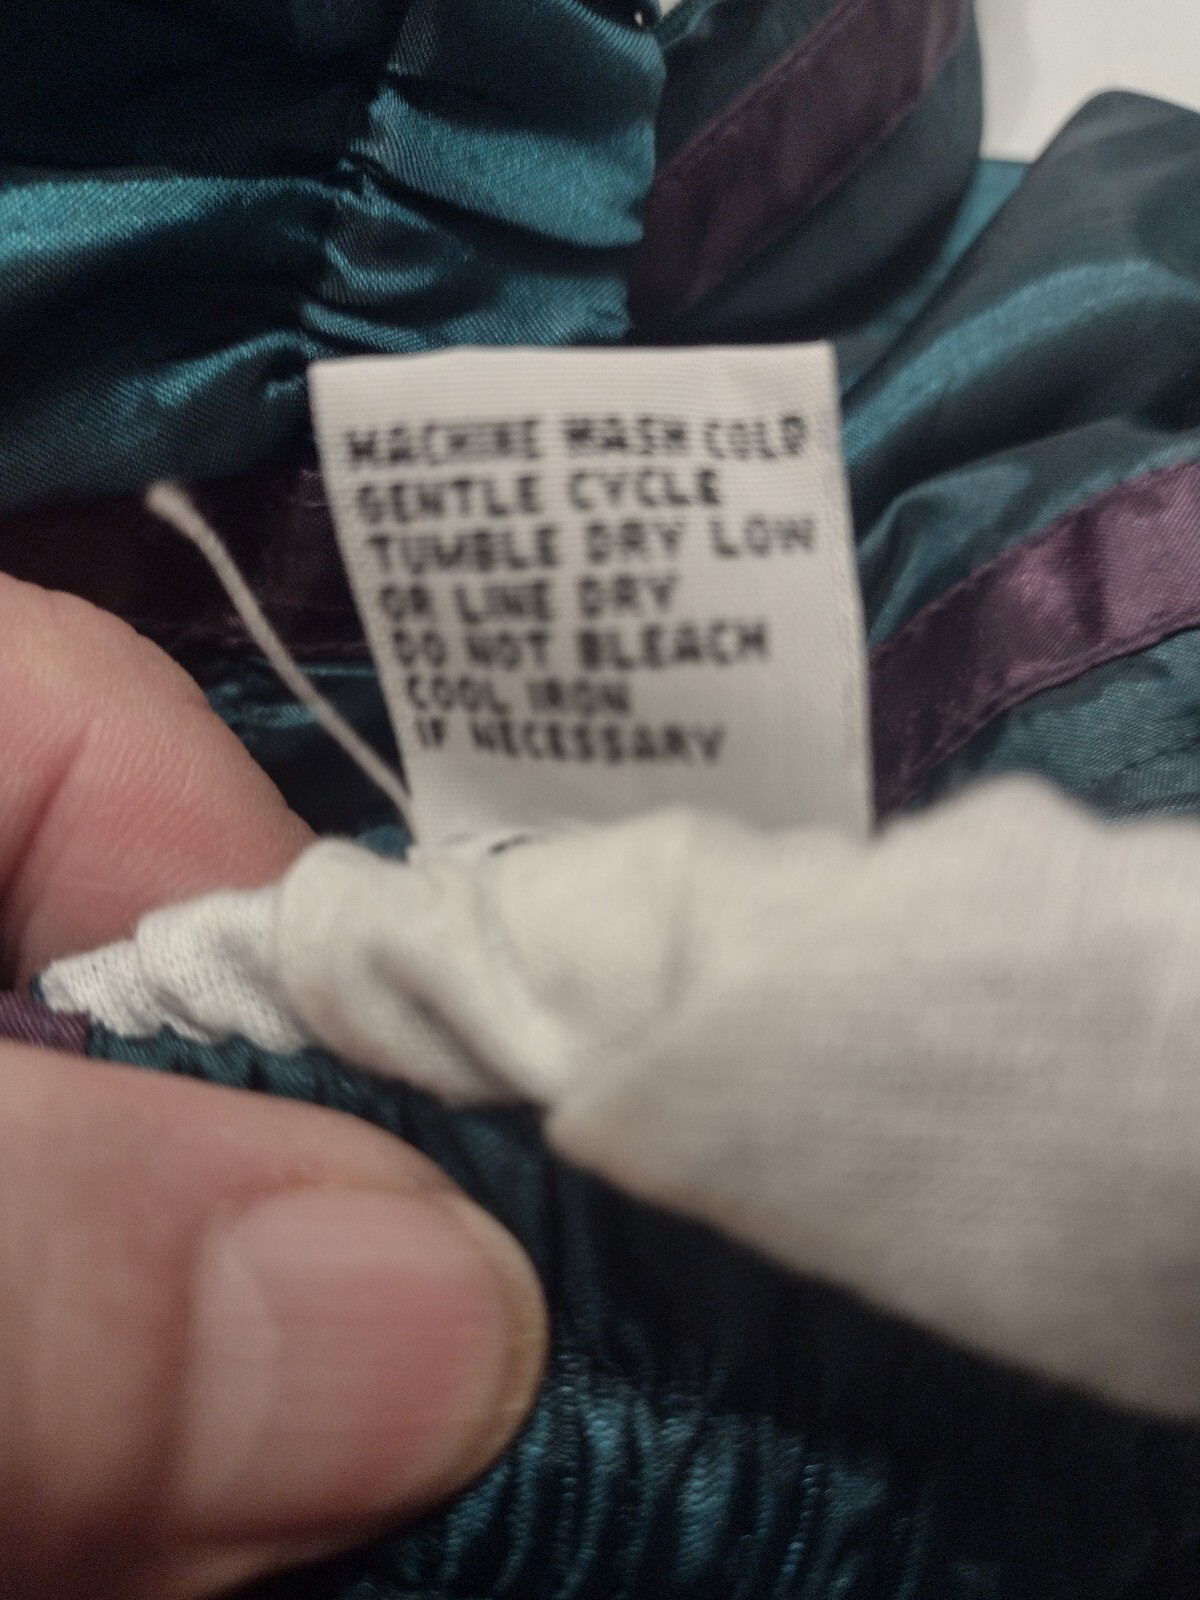 MACHINE WASH COLD
GENTLE CYCLE
TUMBLE DRY LOW
OR LINE DRY
DO NOT BLEACH
COOL IRON
IF NECESSARY